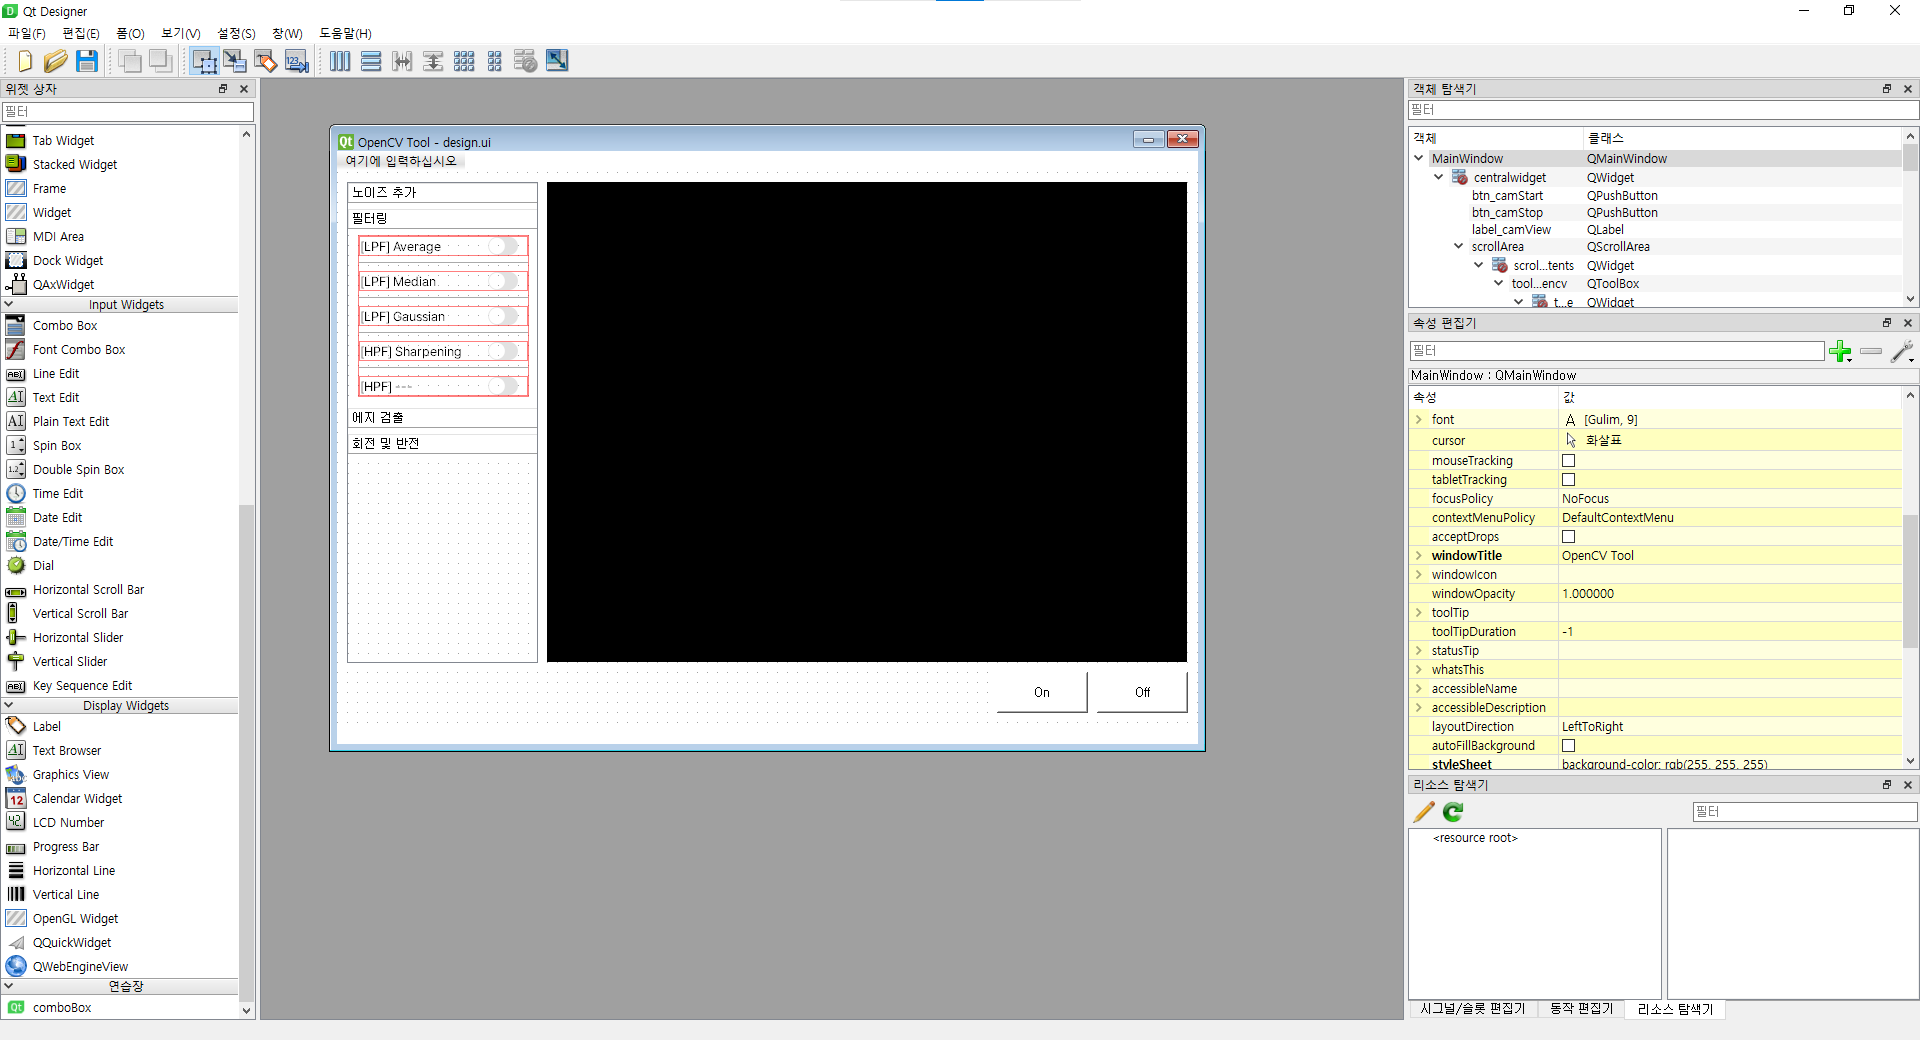 Qt Designer
파일(F) 편집(E) 폼(O) 보기(V) 설정(S) 창(W) 도움말(H)
위젯 상자
필터
Tab Widget
Stacked Widget
Frame
Widget
MDI Area
Dock Widget
QAxWidget
Input Widgets
Combo Box
Font Combo Box
Line Edit
Text Edit
Plain Text Edit
Spin Box
Double Spin Box
Time Edit
Date Edit
Date/Time Edit
Dial
Horizontal Scroll Bar
Vertical Scroll Bar
Horizontal Slider
Vertical Slider
Key Sequence Edit
Display Widgets
Label
Text Browser
Graphics View
Calendar Widget
LCD Number
Progress Bar
Horizontal Line
Vertical Line
OpenGL Widget
QQuickWidget
QWebEngineView
연습장
comboBox
OpenCV Tool - design.ui
여기에 입력하십시오
노이즈 추가
필터링
[LPF] Average
[LPF] Median
[LPF] Gaussian
[HPF] Sharpening
[HPF] ---
에지 검출
회전 및 반전
On
Off
객체 탐색기
필터
객체 클래스
MainWindow QMainWindow
centralwidget QWidget
btn_camStart QPushButton
btn_camStop QPushButton
label_camView QLabel
scrollArea QScrollArea
scrol...tents QWidget
tool...encv QToolBox
t...e QWidget
속성 편집기
필터
MainWindow : QMainWindow
속성 값
font [Gulim, 9]
cursor 화살표
mouseTracking
tabletTracking
focusPolicy NoFocus
contextMenuPolicy DefaultContextMenu
acceptDrops
windowTitle OpenCV Tool
windowIcon
windowOpacity 1.000000
toolTip
toolTipDuration -1
statusTip
whatsThis
accessibleName
accessibleDescription
layoutDirection LeftToRight
autoFillBackground
styleSheet background-color: rgb(255, 255, 255)
리소스 탐색기
필터
<resource root>
시그널/슬롯 편집기 동작 편집기 리소스 탐색기